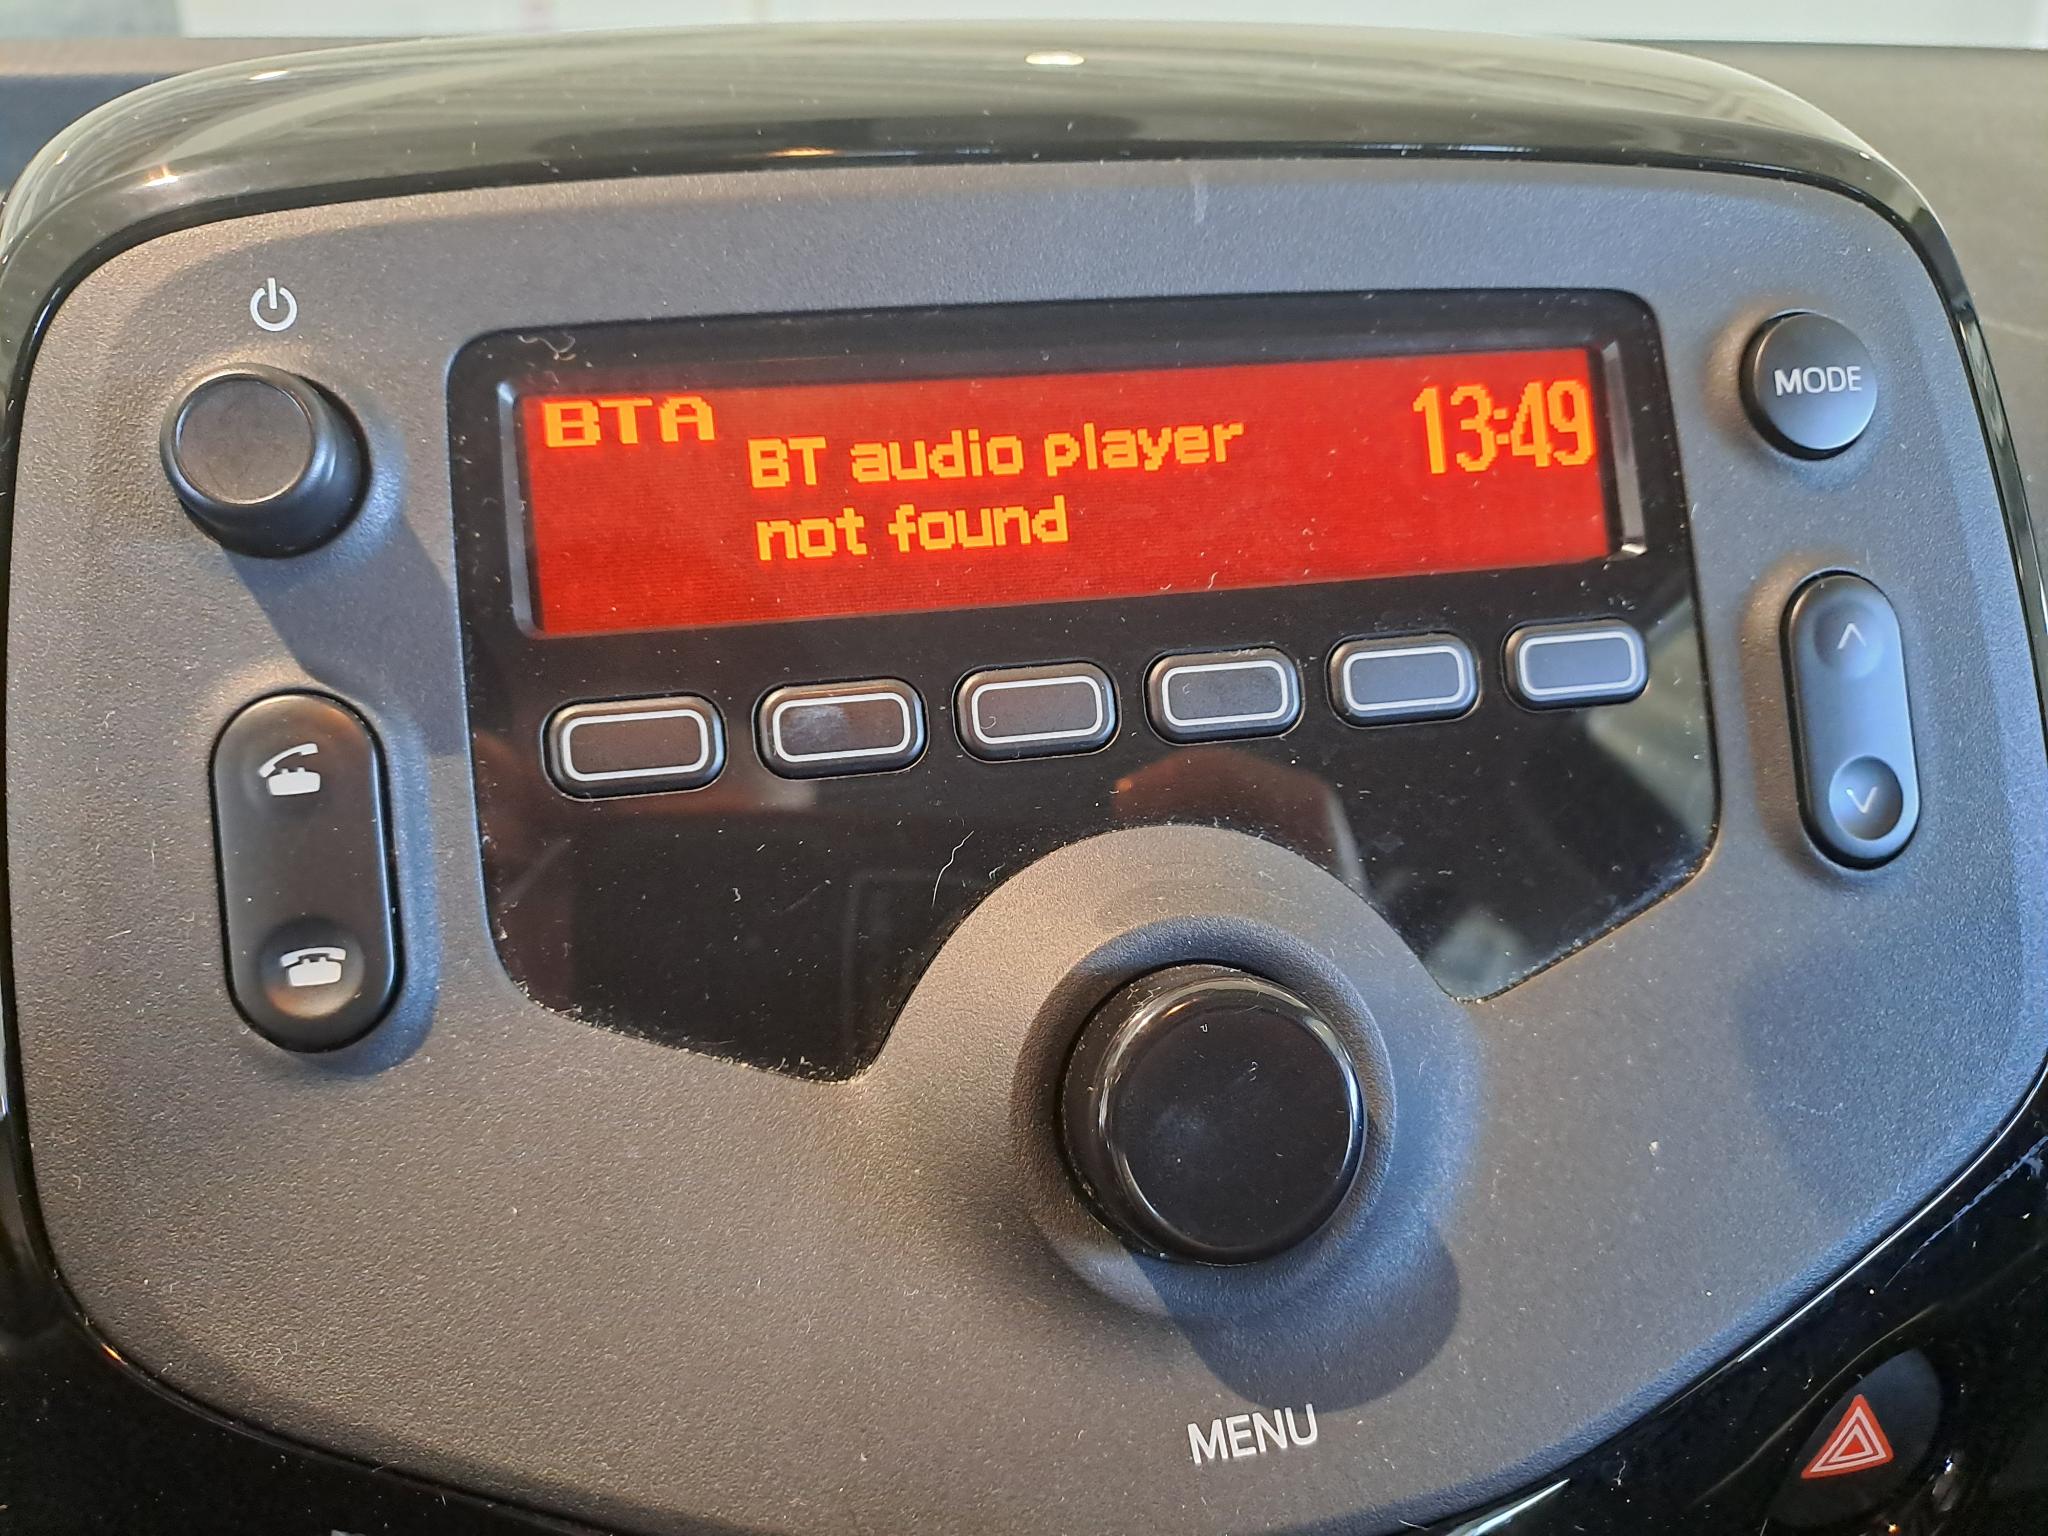 BTA
13:49
BT audio player
not found
MODE
MENU